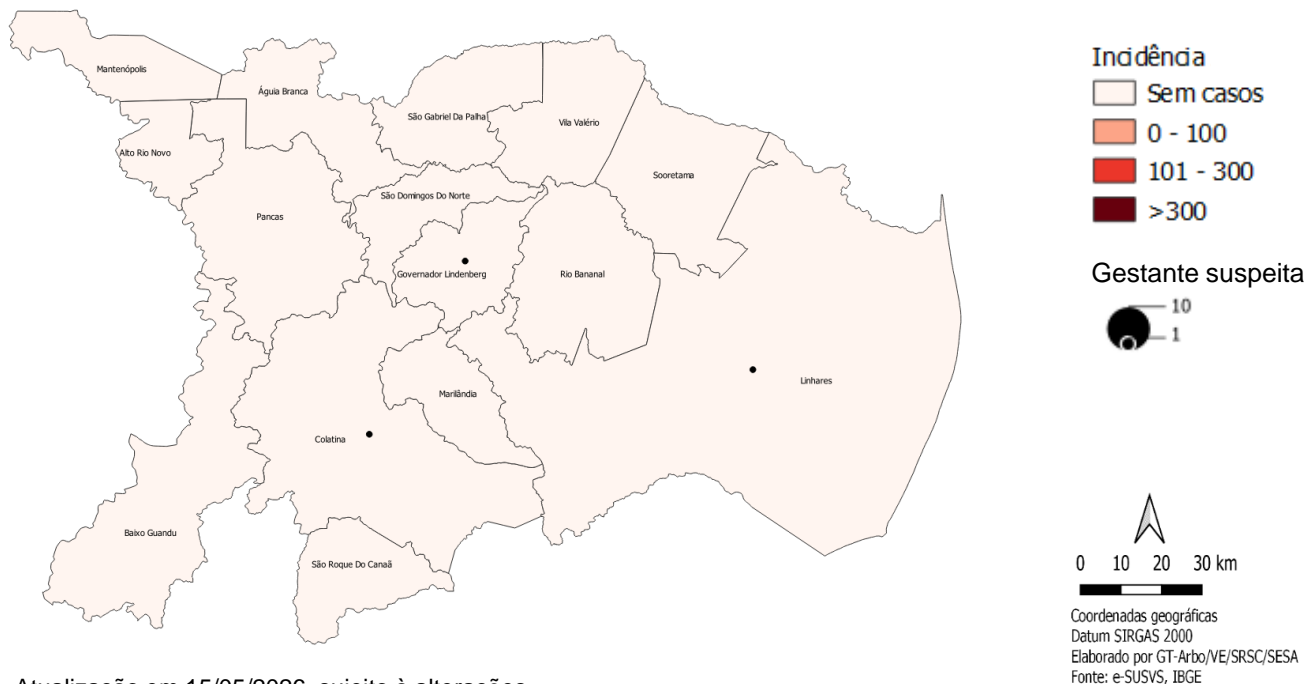 Mantenópolis
Águia Branca
São Gabriel Da Palha
Vila Valério
Alto Rio Novo
Sooretama
São Domingos Do Norte
Pancas
Governador Lindenberg
Rio Bananal
Linhares
Marilândia
Colatina
Baixo Guandu
São Roque Do Canaã
Incidência
Sem casos
0 - 100
101 - 300
>300
Gestante suspeita
10
1
0 10 20 30 km
Coordenadas geográficas
Datum SIRGAS 2000
Elaborado por GT-Arbo/VE/SRSC/SESA
Fonte: e-SUSVS, IBGE